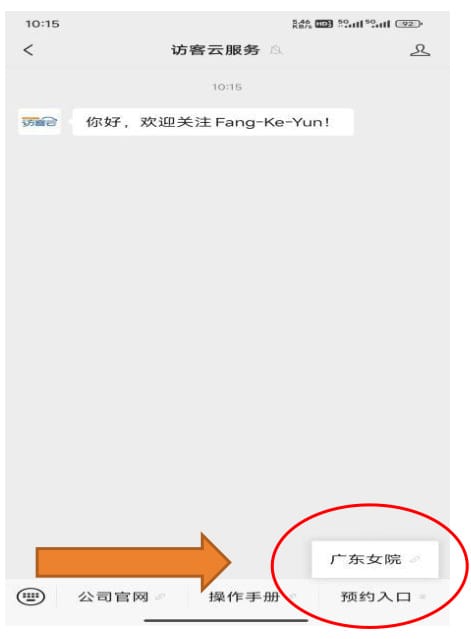 10:15
5.46 KB/s HD 5G 5G 92
访客云服务
10:15
访客云
你好，欢迎关注 Fang-Ke-Yun!
广东女院
公司官网
操作手册
预约入口